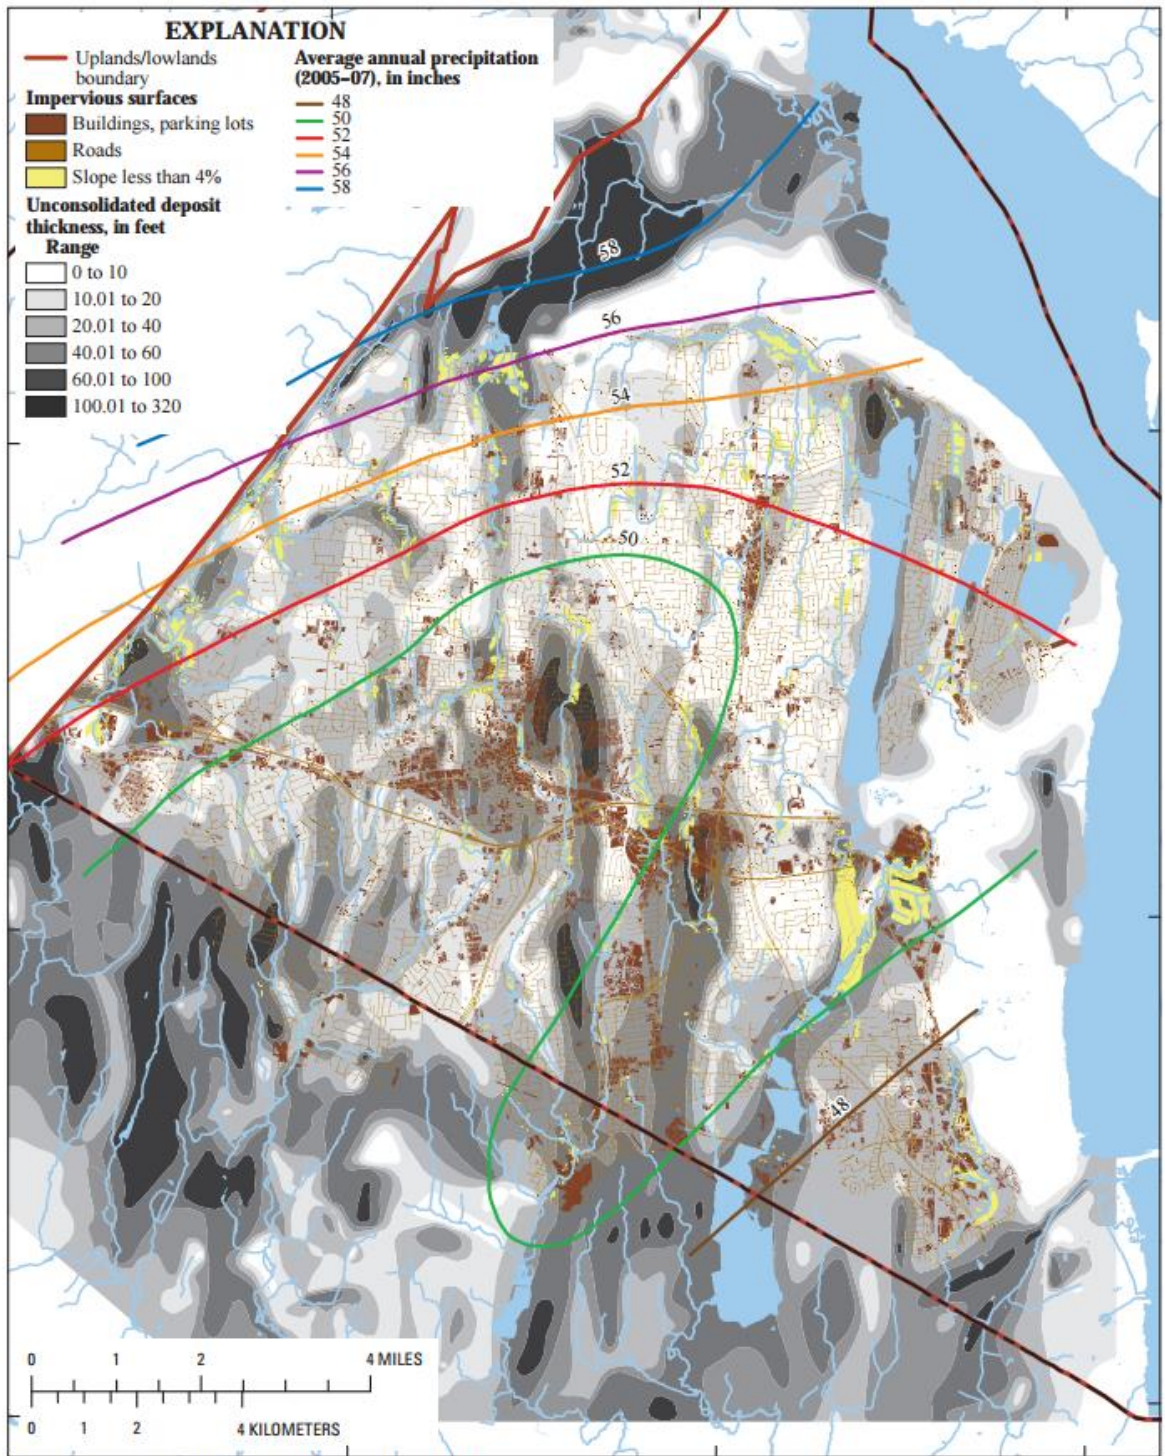 EXPLANATION
Uplands/lowlands
boundary
Impervious surfaces
Buildings, parking lots
Roads
Slope less than 4%
Unconsolidated deposit
thickness, in feet
Range
0 to 10
10.01 to 20
20.01 to 40
40.01 to 60
60.01 to 100
100.01 to 320
Average annual precipitation
(2005–07), in inches
48
50
52
54
56
58
58
56
54
52
50
48
0 1 2 4 MILES
0 1 2 4 KILOMETERS